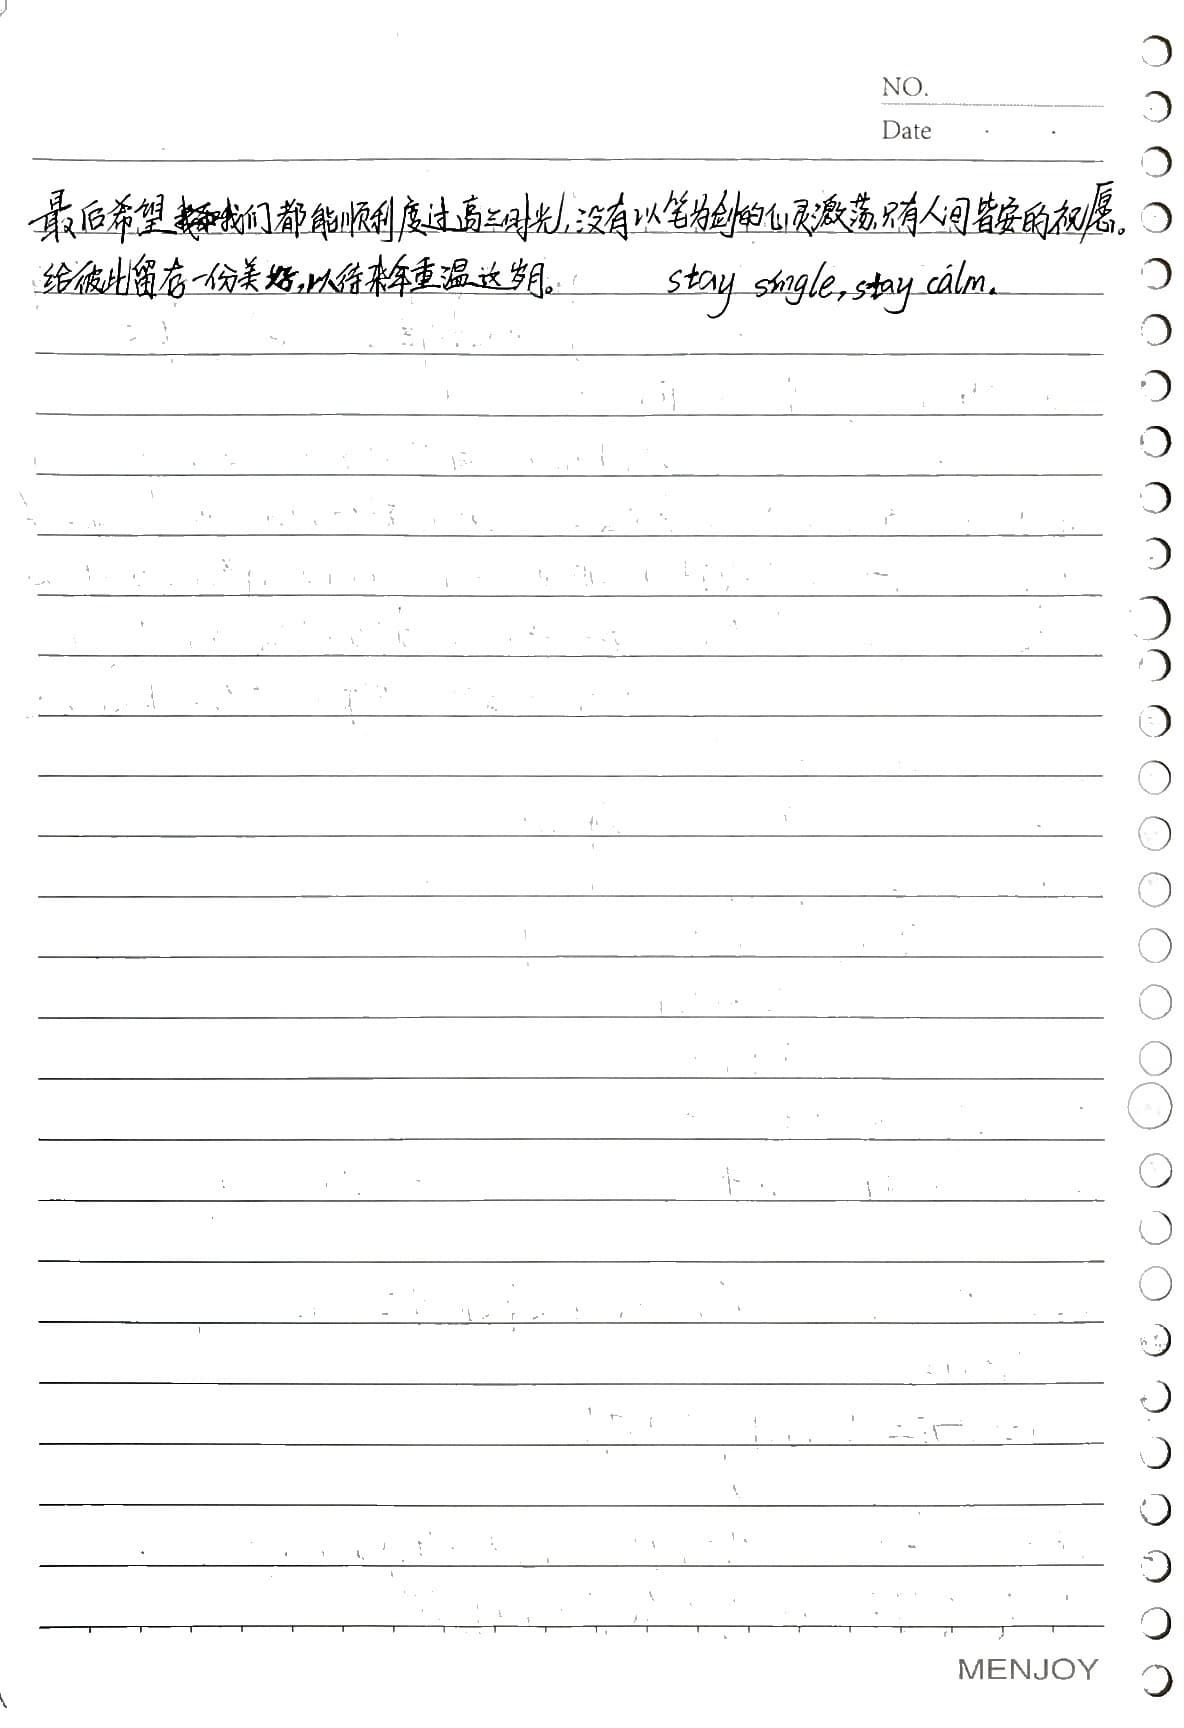 NO.
Date
最后希望我们都能顺利度过高三时光,没有以笔为剑的心灵激荡,只有人间皆安的祝愿。
给彼此留存一份美好,以待来年重温这岁月。 stay single, stay calm.
MENJOY